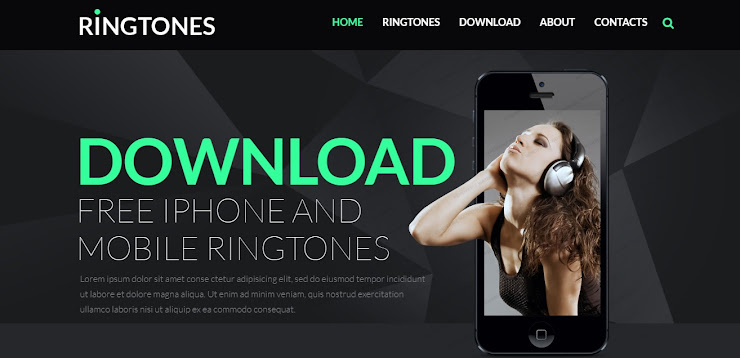 RINGTONES
HOME RINGTONES DOWNLOAD ABOUT CONTACTS
DOWNLOAD
FREE IPHONE AND
MOBILE RINGTONES
Lorem ipsum dolor sit amet conse ctetur adipisicing elit, sed do eiusmod tempor incididunt
ut labore et dolore magna aliqua. Ut enim ad minim veniam, quis nostrud exercitation
ullamco laboris nisi ut aliquip ex ea commodo consequat.